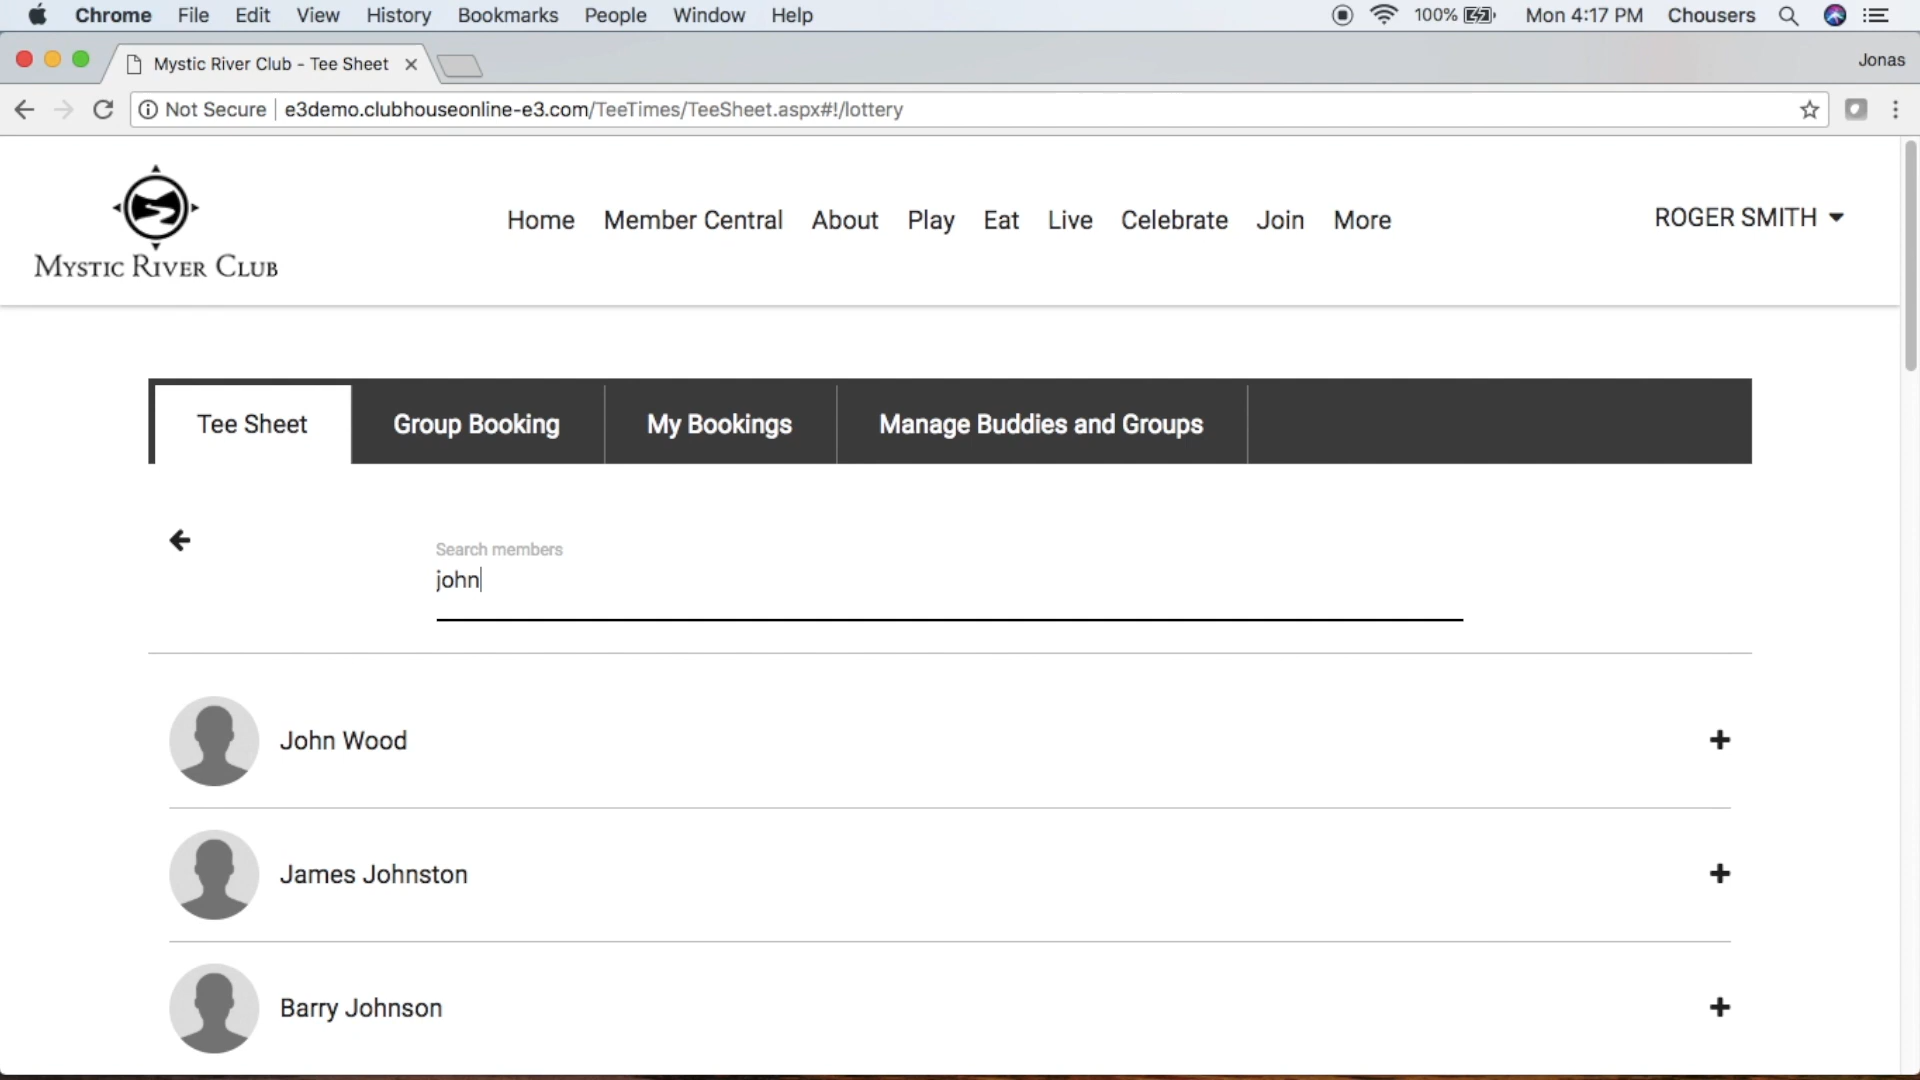 Chrome File Edit View History Bookmarks People Window Help 100% Mon 4:17 PM Chousers
Mystic River Club - Tee Sheet Jonas
Not Secure e3demo.clubhouseonline-e3.com/TeeTimes/TeeSheet.aspx#!/lottery
MYSTIC RIVER CLUB
Home Member Central About Play Eat Live Celebrate Join More ROGER SMITH
Tee Sheet Group Booking My Bookings Manage Buddies and Groups
Search members
john
John Wood +
James Johnston +
Barry Johnson +